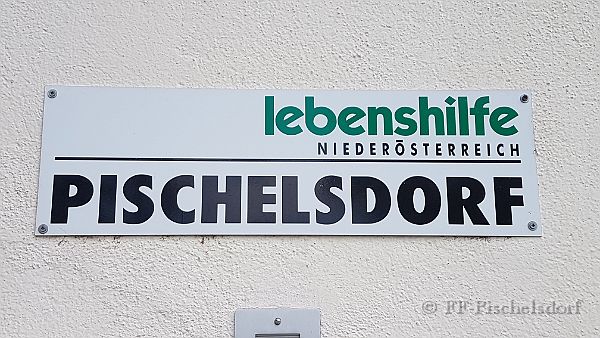 lebenshilfe
NIEDERÖSTERREICH
PISCHELSDORF
© FF-Pischelsdorf